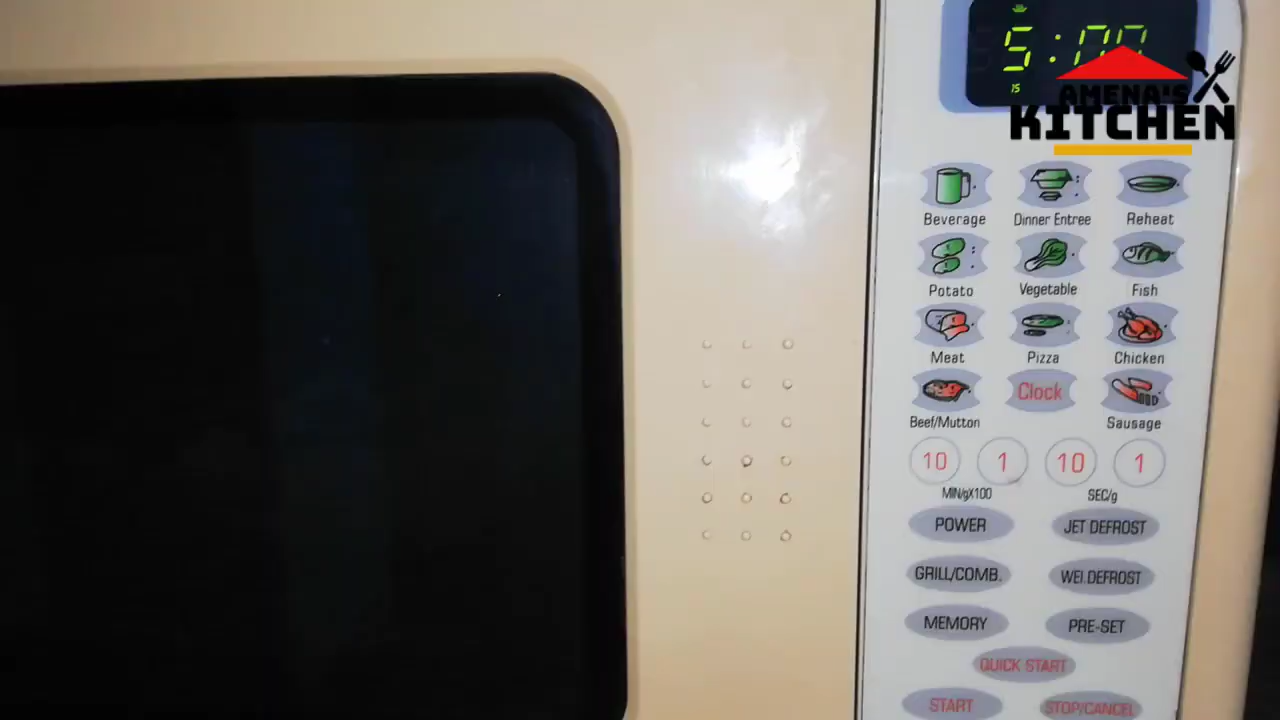 5:00
15
AMENA'S
KITCHEN
Beverage Dinner Entree Reheat
Potato Vegetable Fish
Meat Pizza Chicken
Clock
Beef/Mutton Sausage
10 1 10 1
MIN/gX100 SEC/g
POWER JET DEFROST
GRILL/COMB. WEI.DEFROST
MEMORY PRE-SET
QUICK START
START STOP/CANCEL